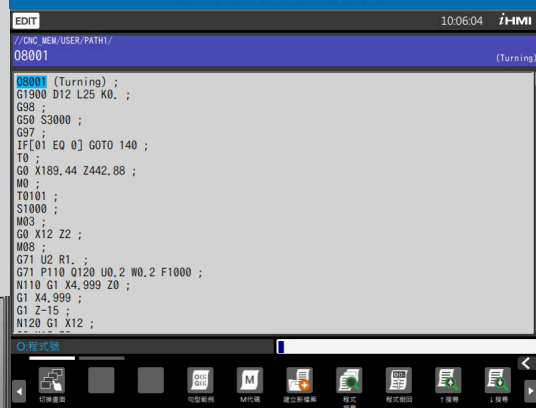 EDIT
10:06:04
iHMI
//CNC_MEM/USER/PATH1/
O8001
(Turning)
O8001 (Turning) ;
G1900 D12 L25 K0. ;
G98 ;
G50 S3000 ;
G97 ;
IF[O1 EQ 0] GOTO 140 ;
T0 ;
G0 X189.44 Z442.88 ;
M0 ;
T0101 ;
S1000 ;
M03 ;
G0 X12 Z2 ;
M08 ;
G71 U2 R1. ;
G71 P110 Q120 U0.2 W0.2 F1000 ;
N110 G1 X4.999 Z0 ;
G1 X4.999 ;
G1 Z-15 ;
N120 G1 X12 ;
O:程式號
切換畫面
句型範例
M代碼
建立新檔案
程式
程式倒回
↑搜尋
↓搜尋